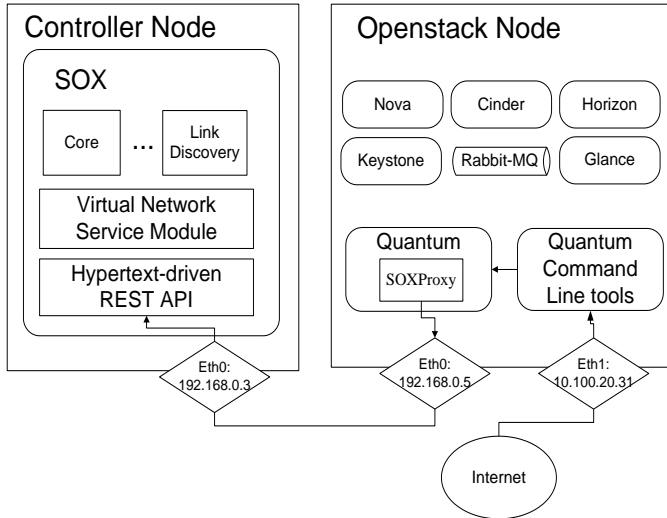 Controller Node
SOX
Core
...
Link
Discovery
Virtual Network
Service Module
Hypertext-driven
REST API
Eth0:
192.168.0.3
Openstack Node
Nova
Cinder
Horizon
Keystone
Rabbit-MQ
Glance
Quantum
SOXProxy
Quantum
Command
Line tools
Eth0:
192.168.0.5
Eth1:
10.100.20.31
Internet